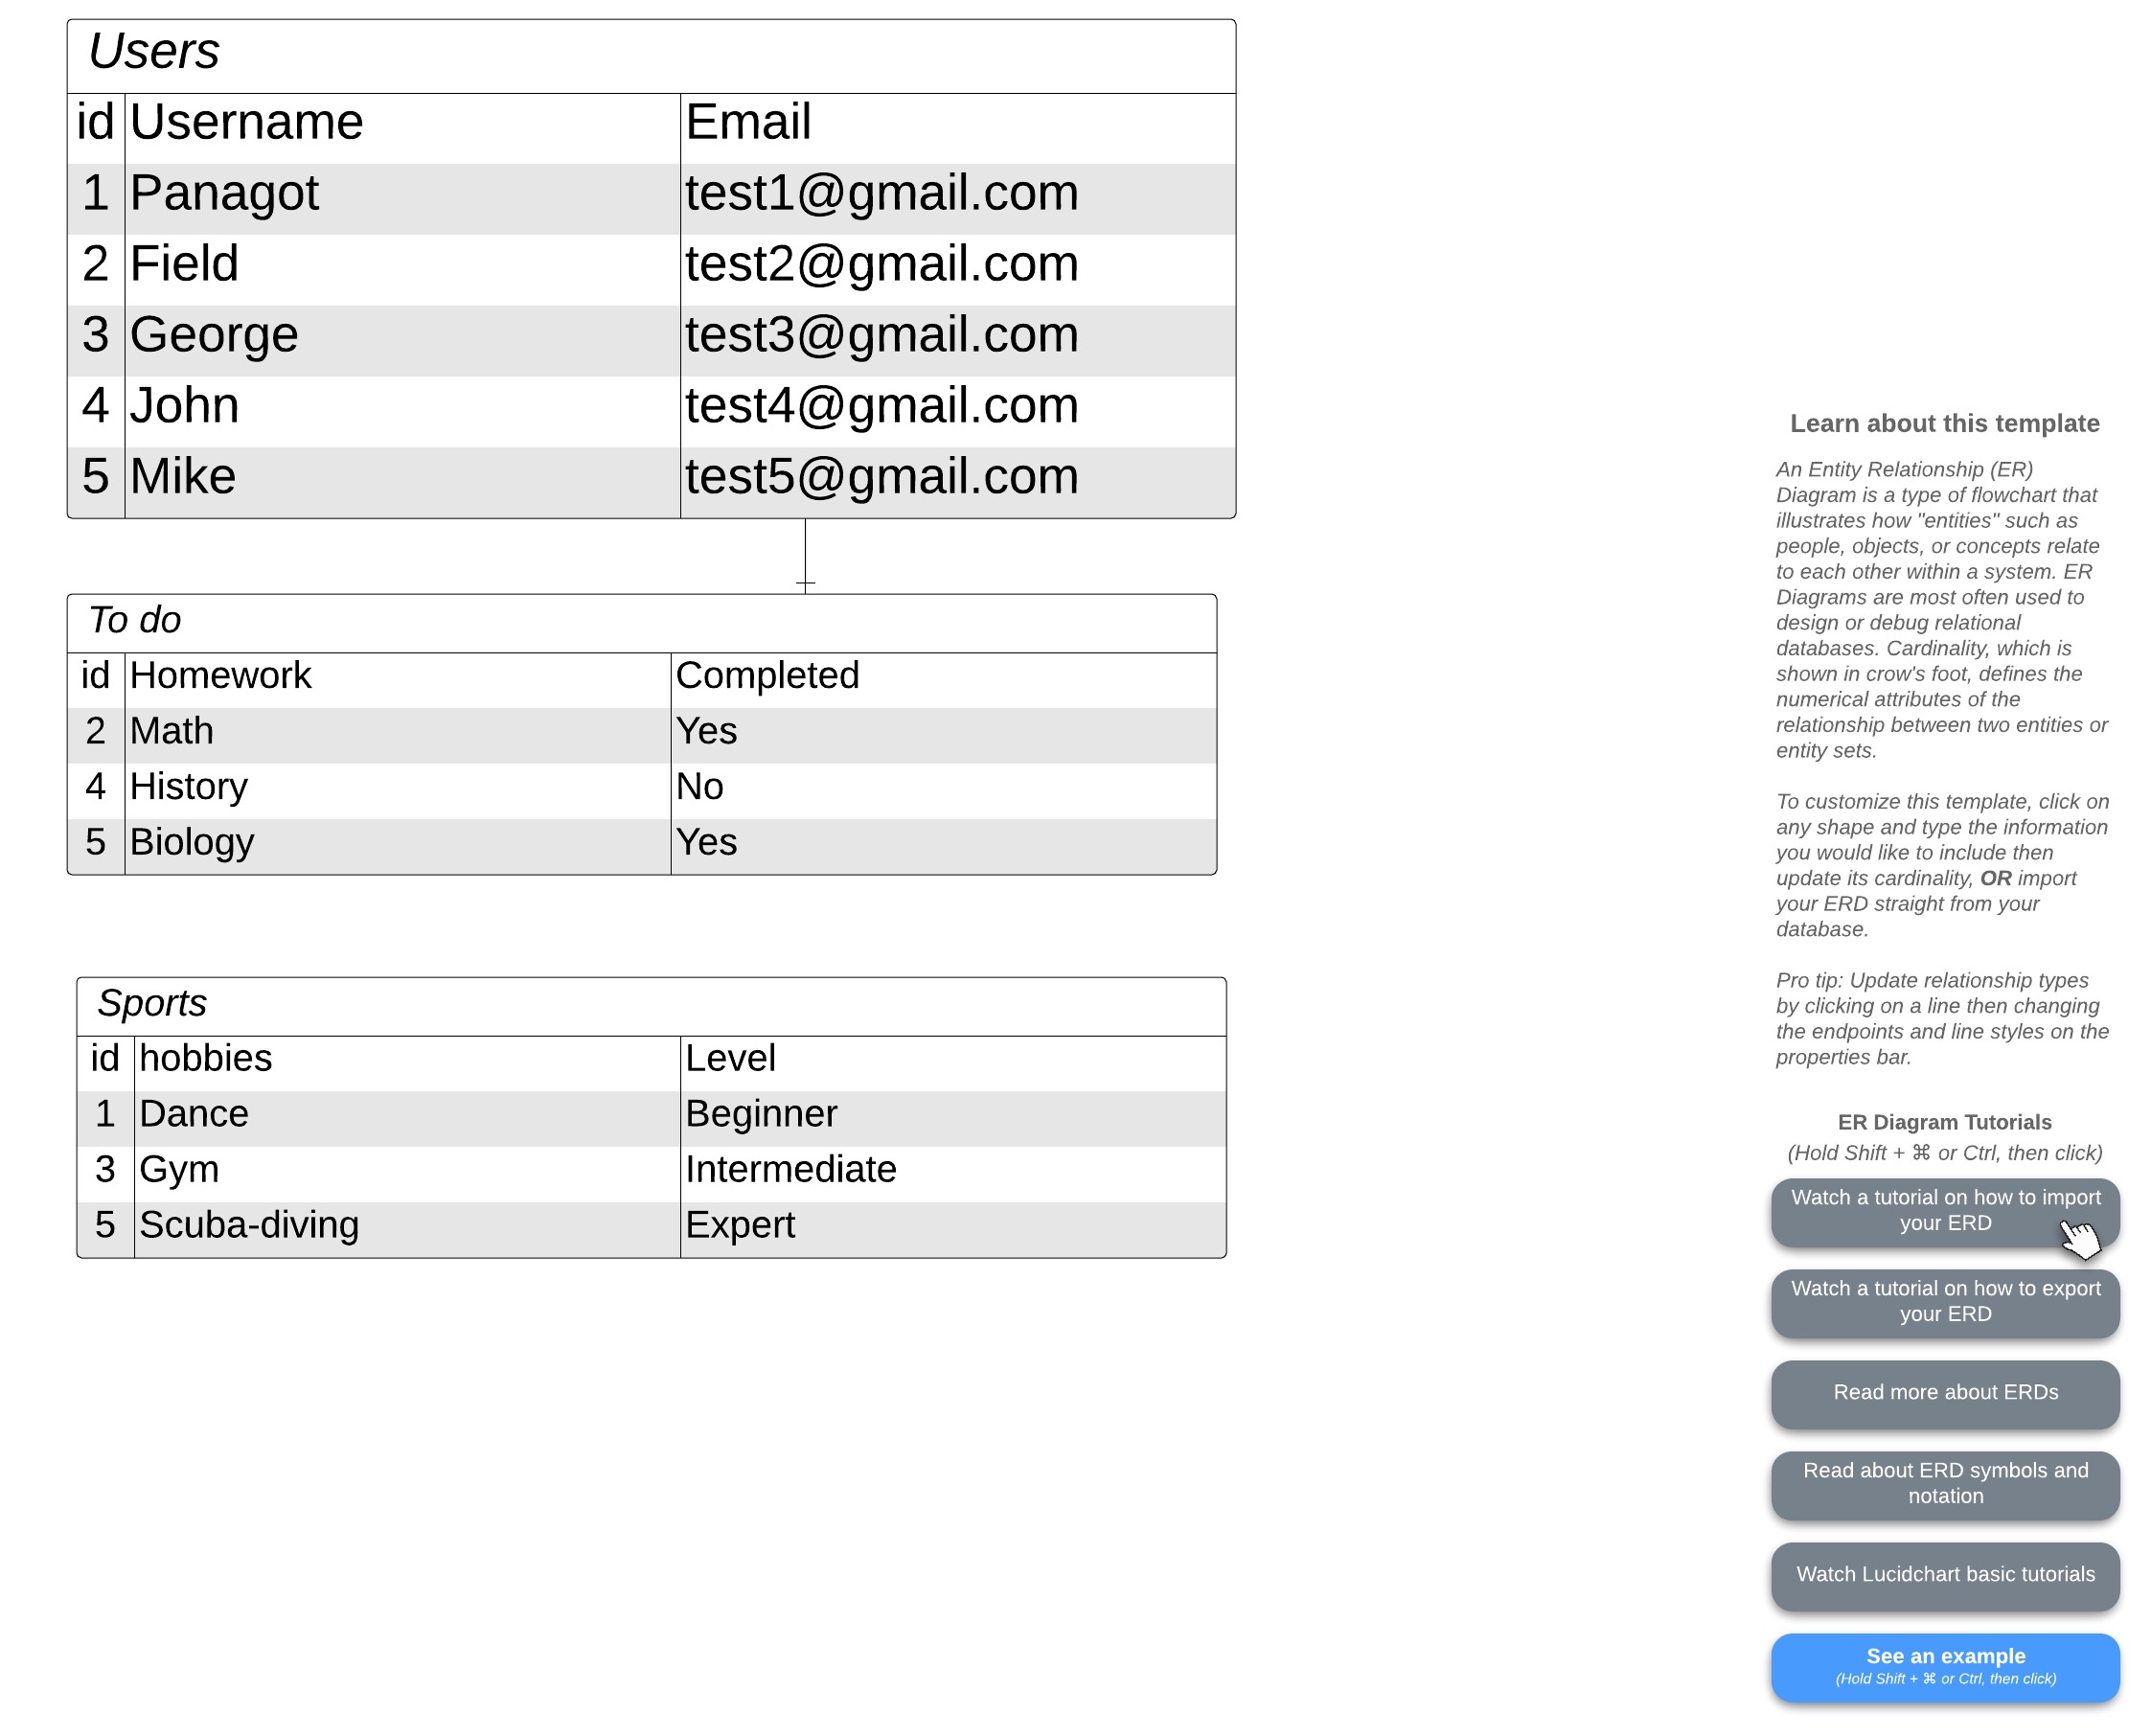 Users
id Username Email
1 Panagot test1@gmail.com
2 Field test2@gmail.com
3 George test3@gmail.com
4 John test4@gmail.com
5 Mike test5@gmail.com
To do
id Homework Completed
2 Math Yes
4 History No
5 Biology Yes
Sports
id hobbies Level
1 Dance Beginner
3 Gym Intermediate
5 Scuba-diving Expert
Learn about this template
An Entity Relationship (ER)
Diagram is a type of flowchart that
illustrates how "entities" such as
people, objects, or concepts relate
to each other within a system. ER
Diagrams are most often used to
design or debug relational
databases. Cardinality, which is
shown in crow's foot, defines the
numerical attributes of the
relationship between two entities or
entity sets.
To customize this template, click on
any shape and type the information
you would like to include then
update its cardinality, OR import
your ERD straight from your
database.
Pro tip: Update relationship types
by clicking on a line then changing
the endpoints and line styles on the
properties bar.
ER Diagram Tutorials
(Hold Shift + ⌘ or Ctrl, then click)
Watch a tutorial on how to import
your ERD
Watch a tutorial on how to export
your ERD
Read more about ERDs
Read about ERD symbols and
notation
Watch Lucidchart basic tutorials
See an example
(Hold Shift + ⌘ or Ctrl, then click)